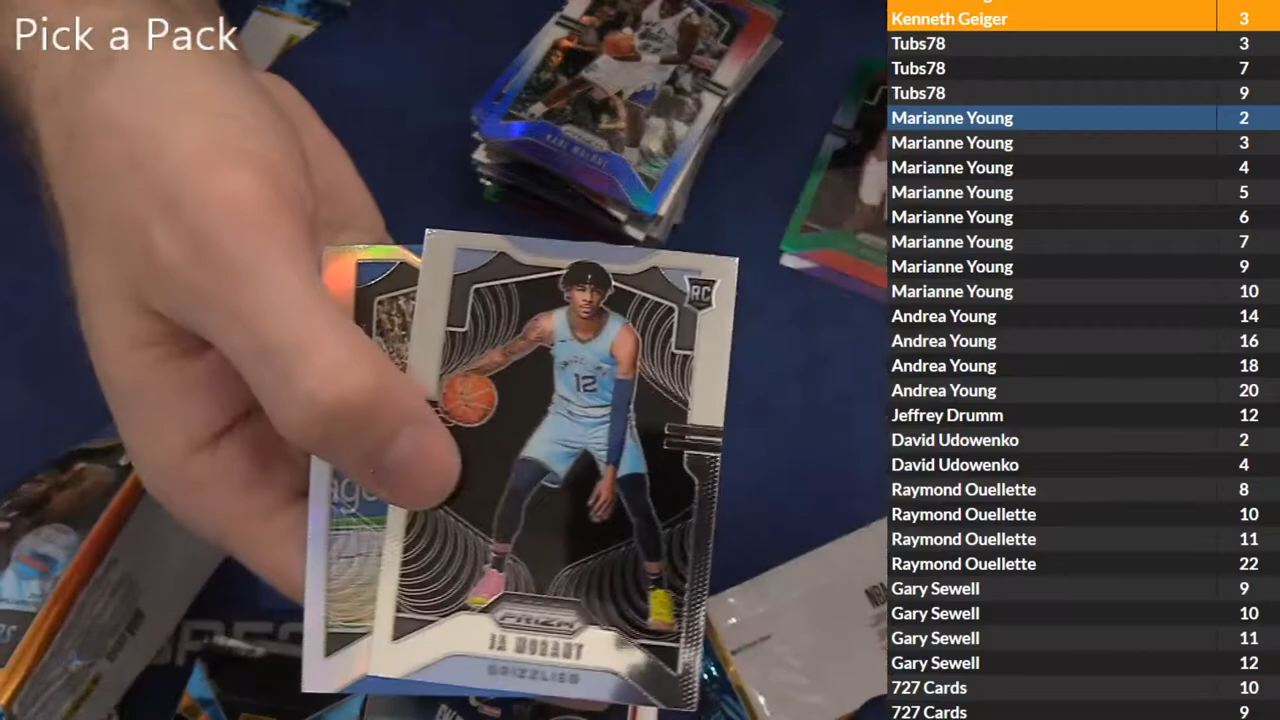 Pick a Pack
Kenneth Geiger 3
Tubs78 3
Tubs78 7
Tubs78 9
Marianne Young 2
Marianne Young 3
Marianne Young 4
Marianne Young 5
Marianne Young 6
Marianne Young 7
Marianne Young 9
Marianne Young 10
Andrea Young 14
Andrea Young 16
Andrea Young 18
Andrea Young 20
Jeffrey Drumm 12
David Udowenko 2
David Udowenko 4
Raymond Ouellette 8
Raymond Ouellette 10
Raymond Ouellette 11
Raymond Ouellette 22
Gary Sewell 9
Gary Sewell 10
Gary Sewell 11
Gary Sewell 12
727 Cards 10
727 Cards 9
KARL MALONE
RC
12
PRIZM
JA MORANT
GRIZZLIES